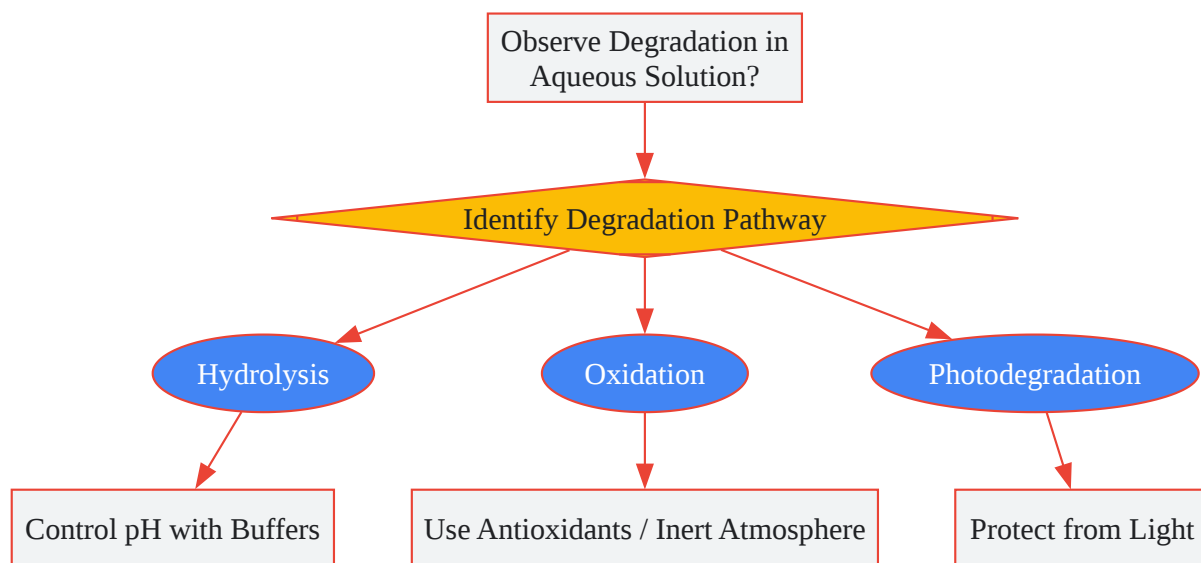 Observe Degradation in
Aqueous Solution?
Identify Degradation Pathway
Hydrolysis
Oxidation
Photodegradation
Control pH with Buffers
Use Antioxidants / Inert Atmosphere
Protect from Light